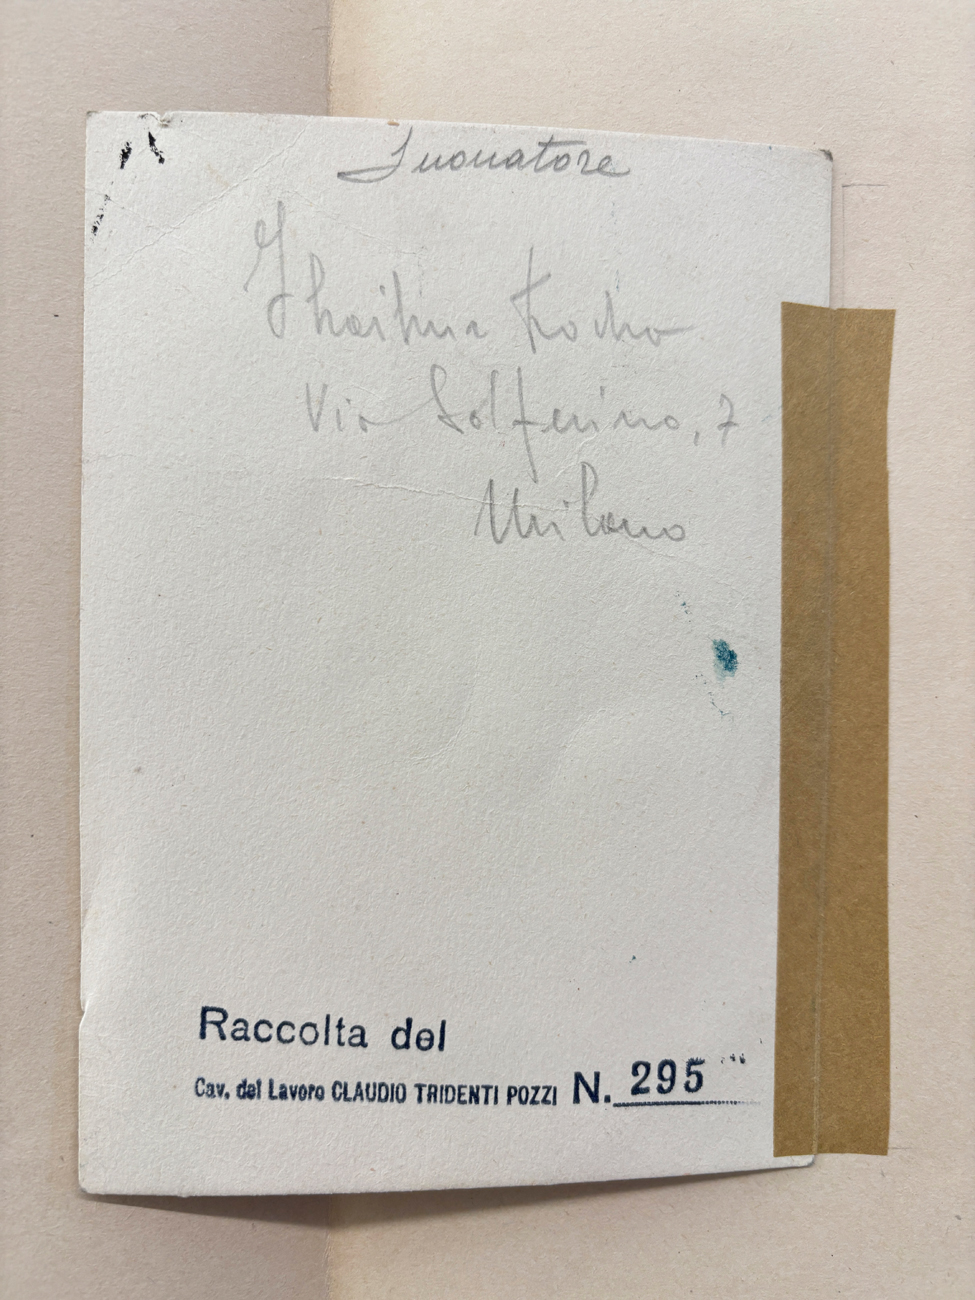 Suonatore
Via Solferino, 7
Milano
Raccolta del
Cav. del Lavoro CLAUDIO TRIDENTI POZZI N. 295